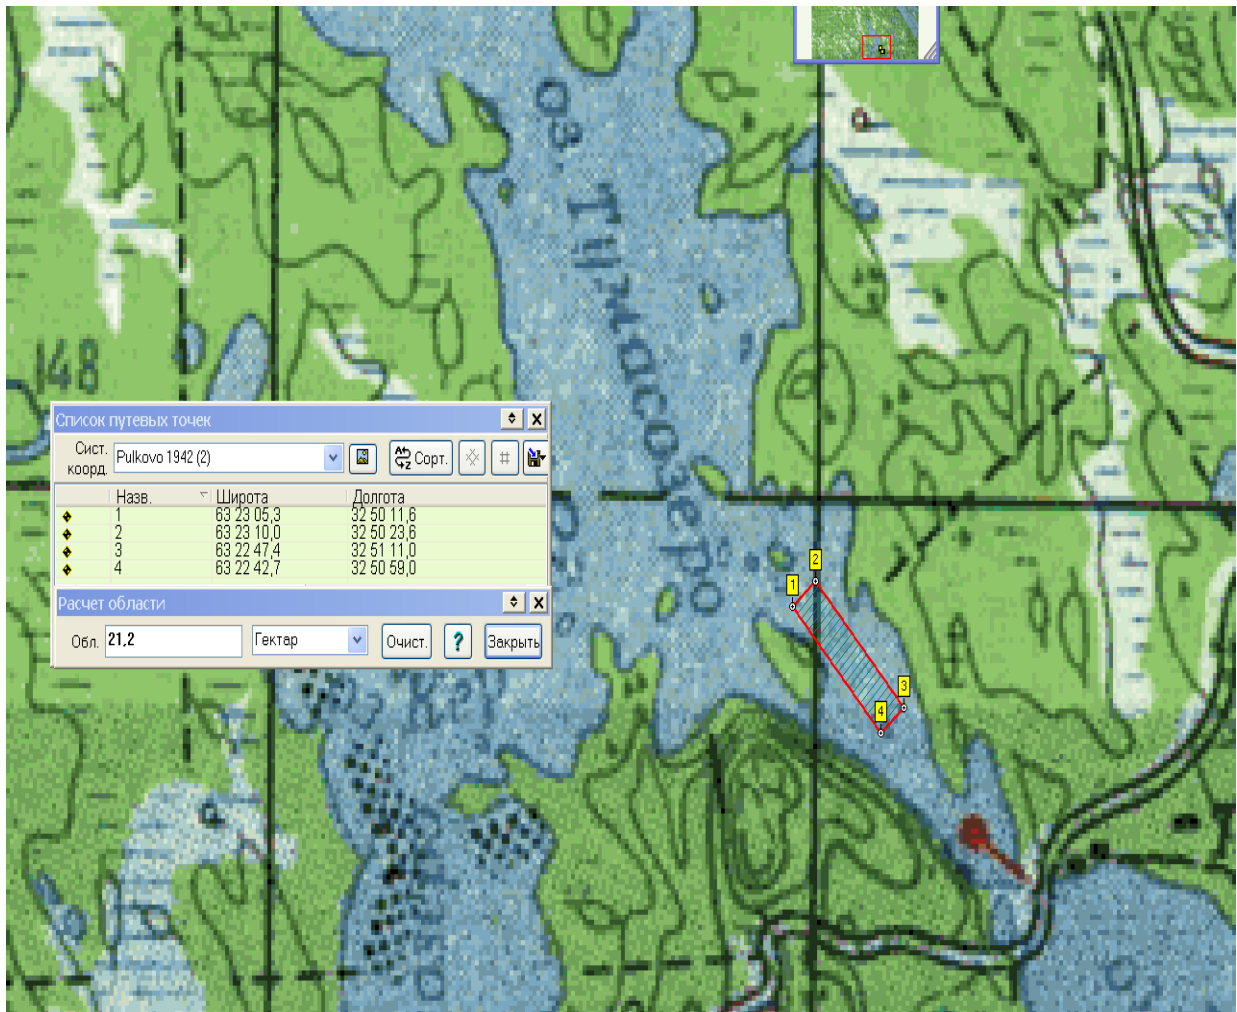 оз. Тумасозеро
148
Список путевых точек
Сист. коорд. Pulkovo 1942 (2) Сорт.
Назв. Широта Долгота
1 63 23 05,3 32 50 11,6
2 63 23 10,0 32 50 23,6
3 63 22 47,4 32 51 11,0
4 63 22 42,7 32 50 59,0
Расчет области
Обл. 21,2 Гектар Очист. ? Закрыть
1
2
3
4